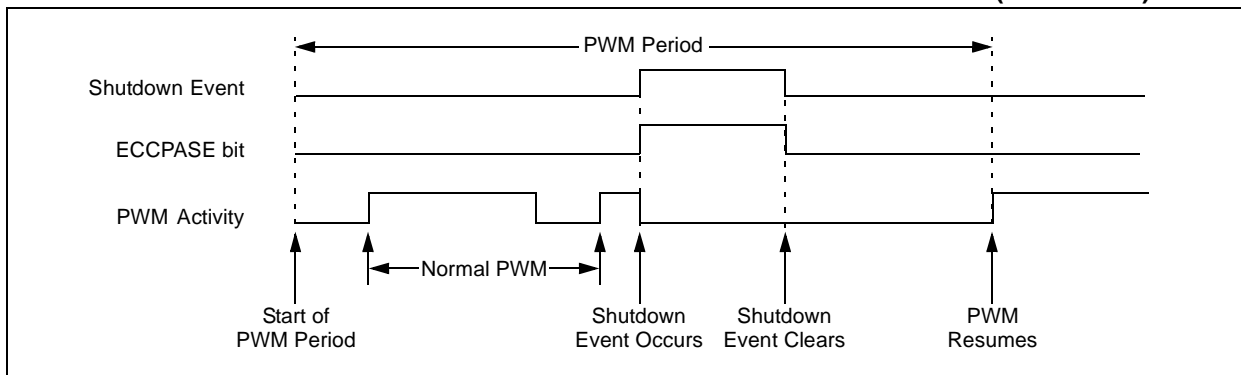 PWM Period
Shutdown Event
ECCPASE bit
PWM Activity
Normal PWM
Start of
PWM Period
Shutdown
Event Occurs
Shutdown
Event Clears
PWM
Resumes